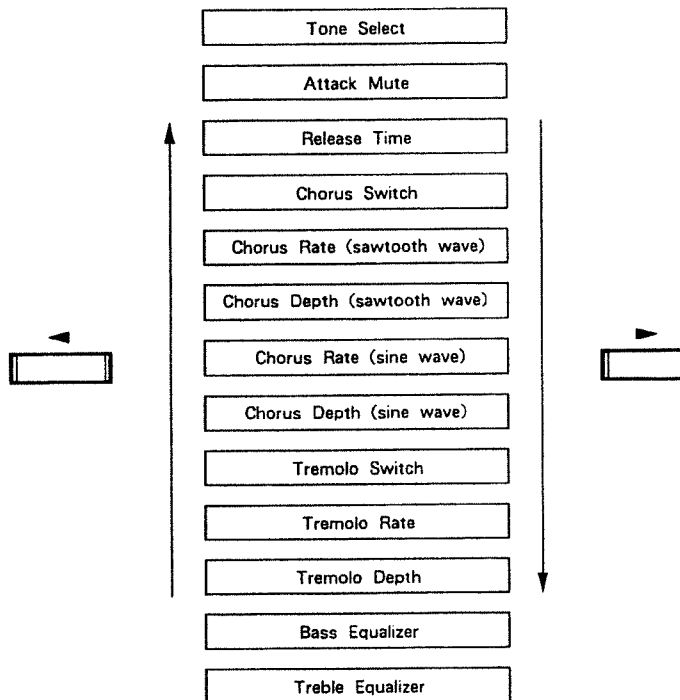 Tone Select
Attack Mute
Release Time
Chorus Switch
Chorus Rate (sawtooth wave)
Chorus Depth (sawtooth wave)
Chorus Rate (sine wave)
Chorus Depth (sine wave)
Tremolo Switch
Tremolo Rate
Tremolo Depth
Bass Equalizer
Treble Equalizer